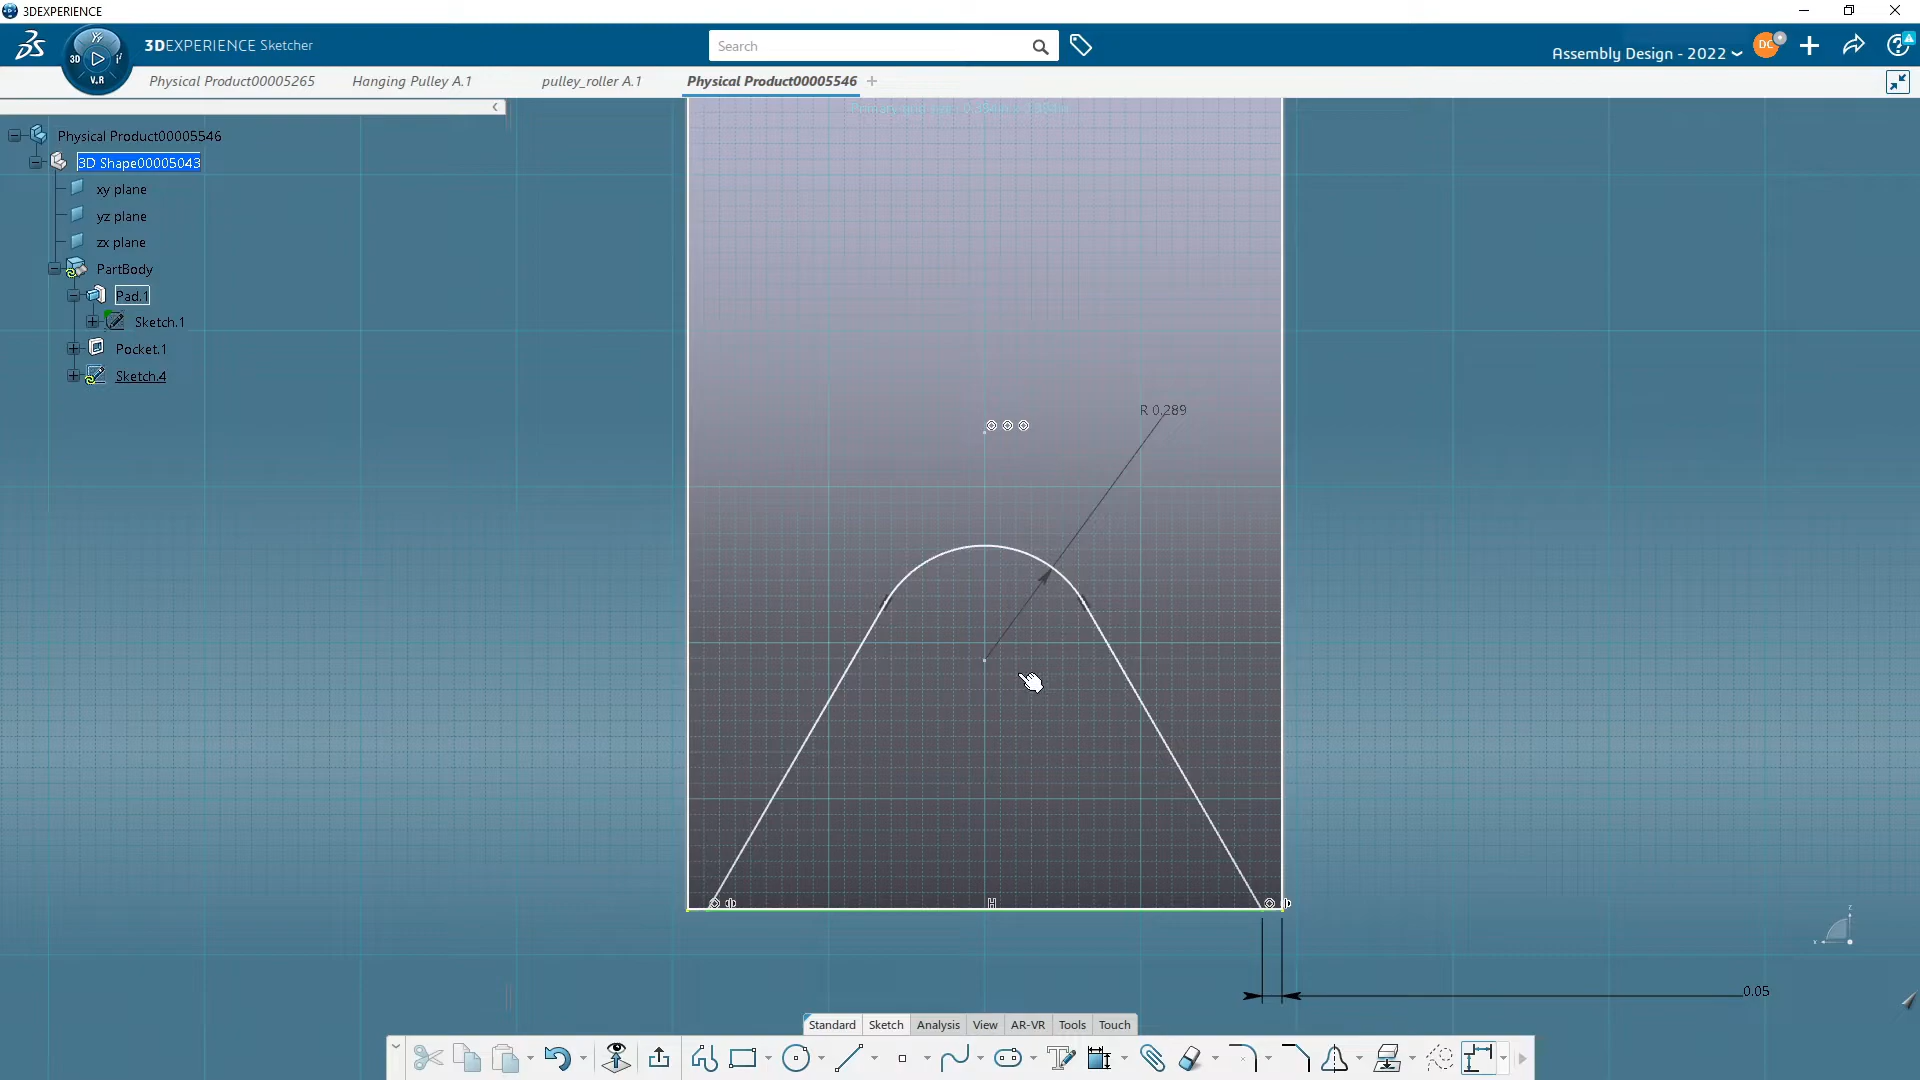 3DEXPERIENCE
3DEXPERIENCE Sketcher
3D
V.R
Search
Assembly Design - 2022
DC
Physical Product00005265
Hanging Pulley A.1
pulley_roller A.1
Physical Product00005546
Physical Product00005546
3D Shape00005043
xy plane
yz plane
zx plane
PartBody
Pad.1
Sketch.1
Pocket.1
Sketch.4
R 0.289
H
0.05
Standard
Sketch
Analysis
View
AR-VR
Tools
Touch